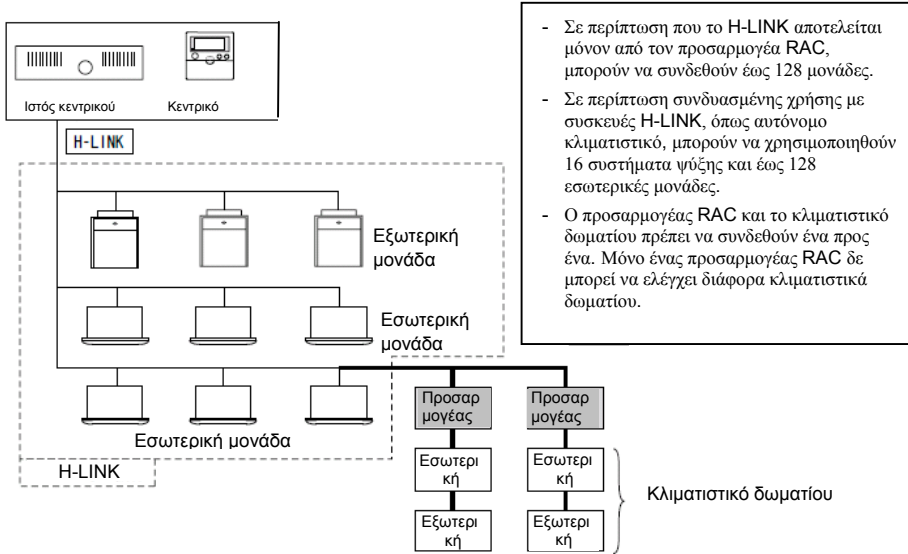 Ιστός κεντρικού
Κεντρικό
H-LINK
Εξωτερική
μονάδα
Εσωτερική
μονάδα
Εσωτερική μονάδα
H-LINK
Προσαρ
μογέας
Προσαρ
μογέας
Εσωτερι
κή
Εσωτερι
κή
Εξωτερι
κή
Εξωτερι
κή
Κλιματιστικό δωματίου
- Σε περίπτωση που το H-LINK αποτελείται
μόνον από τον προσαρμογέα RAC,
μπορούν να συνδεθούν έως 128 μονάδες.
- Σε περίπτωση συνδυασμένης χρήσης με
συσκευές H-LINK, όπως αυτόνομο
κλιματιστικό, μπορούν να χρησιμοποιηθούν
16 συστήματα ψύξης και έως 128
εσωτερικές μονάδες.
- Ο προσαρμογέας RAC και το κλιματιστικό
δωματίου πρέπει να συνδεθούν ένα προς
ένα. Μόνο ένας προσαρμογέας RAC δε
μπορεί να ελέγχει διάφορα κλιματιστικά
δωματίου.